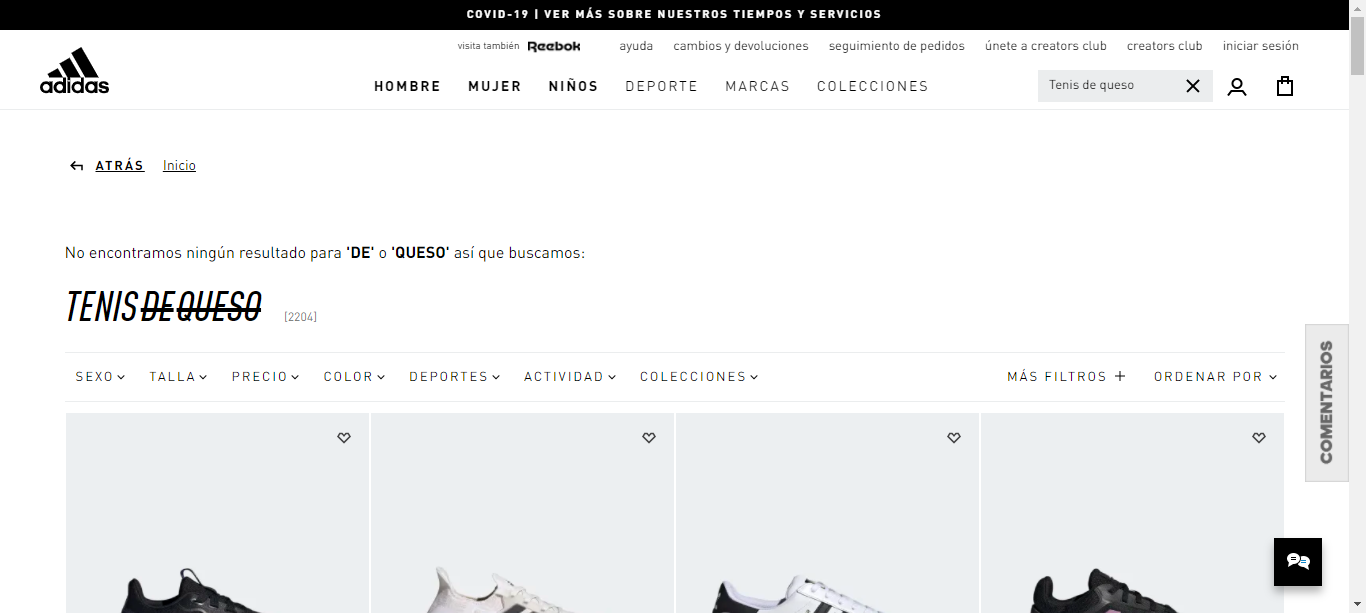 COVID-19 | VER MÁS SOBRE NUESTROS TIEMPOS Y SERVICIOS
visita también Reebok ayuda cambios y devoluciones seguimiento de pedidos únete a creators club creators club iniciar sesión
adidas
HOMBRE MUJER NIÑOS DEPORTE MARCAS COLECCIONES Tenis de queso
ATRÁS Inicio
No encontramos ningún resultado para 'DE' o 'QUESO' así que buscamos:
TENIS DE QUESO [2204]
SEXO TALLA PRECIO COLOR DEPORTES ACTIVIDAD COLECCIONES MÁS FILTROS + ORDENAR POR
COMENTARIOS